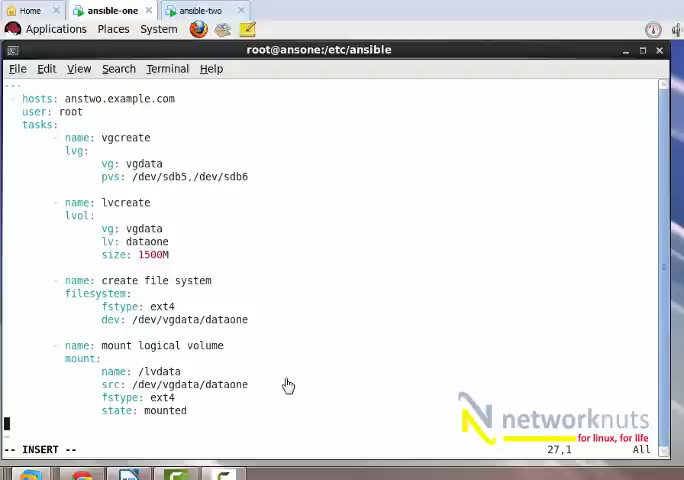 Home
ansible-one
ansible-two
Applications Places System
root@ansone:/etc/ansible
File Edit View Search Terminal Help
---
- hosts: anstwo.example.com
user: root
tasks:
- name: vgcreate
lvg:
vg: vgdata
pvs: /dev/sdb5,/dev/sdb6
- name: lvcreate
lvol:
vg: vgdata
lv: dataone
size: 1500M
- name: create file system
filesystem:
fstype: ext4
dev: /dev/vgdata/dataone
- name: mount logical volume
mount:
name: /lvdata
src: /dev/vgdata/dataone
fstype: ext4
state: mounted
~
networknuts
for linux, for life
-- INSERT -- 27,1 All